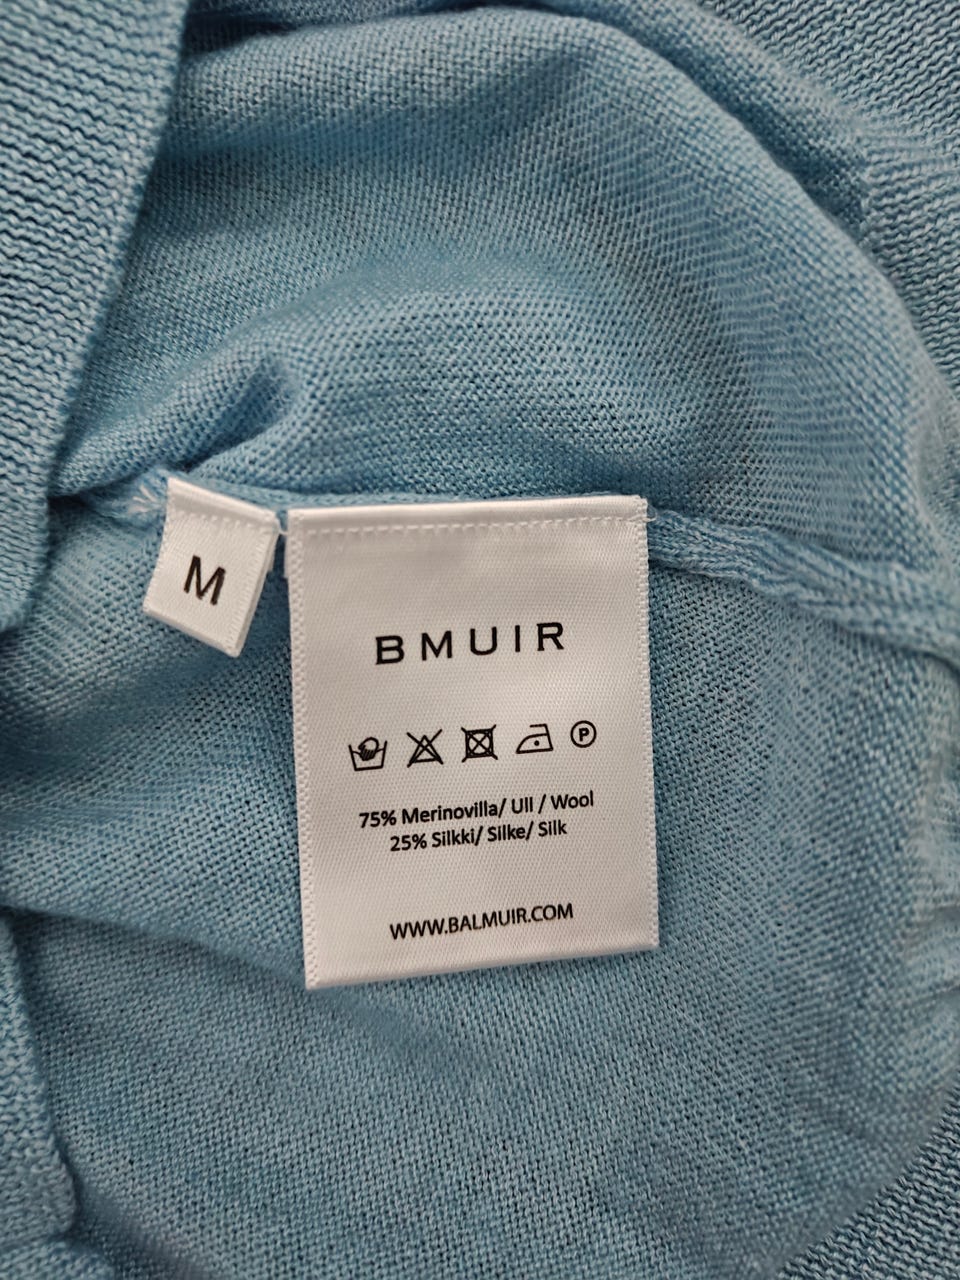 M
BMUIR
P
75% Merinovilla/ Ull / Wool
25% Silkki/ Silke/ Silk
WWW.BALMUIR.COM